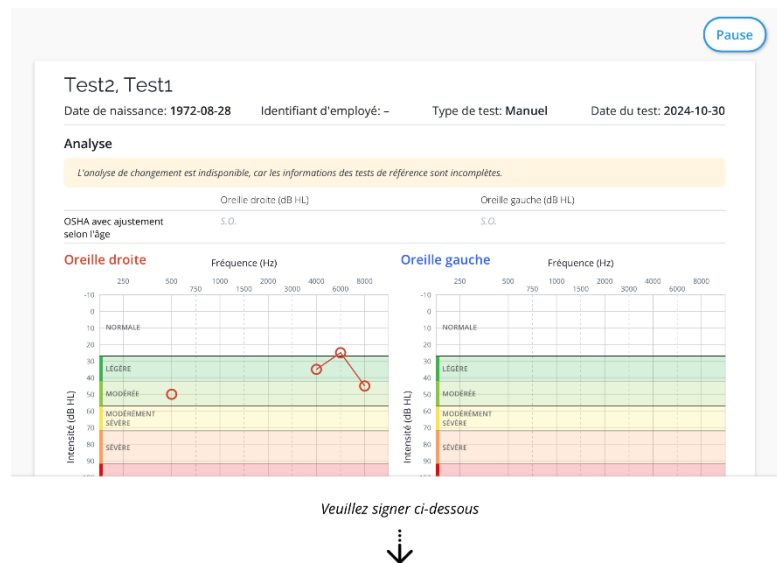 Pause
Test2, Test1
Date de naissance: 1972-08-28 Identifiant d'employé: – Type de test: Manuel Date du test: 2024-10-30
Analyse
L'analyse de changement est indisponible, car les informations des tests de référence sont incomplètes.
Oreille droite (dB HL) Oreille gauche (dB HL)
OSHA avec ajustement
selon l'âge
S.O. S.O.
Oreille droite
Fréquence (Hz)
250 500 1000 2000 4000 8000
750 1500 3000 6000
-10
0
10
20
30
40
50
60
70
80
90
Intensité (dB HL)
NORMALE
LÉGÈRE
MODÉRÉE
MODÉRÉMENT
SÉVÈRE
SÉVÈRE
Oreille gauche
Fréquence (Hz)
250 500 1000 2000 4000 8000
750 1500 3000 6000
-10
0
10
20
30
40
50
60
70
80
90
Intensité (dB HL)
NORMALE
LÉGÈRE
MODÉRÉE
MODÉRÉMENT
SÉVÈRE
SÉVÈRE
Veuillez signer ci-dessous